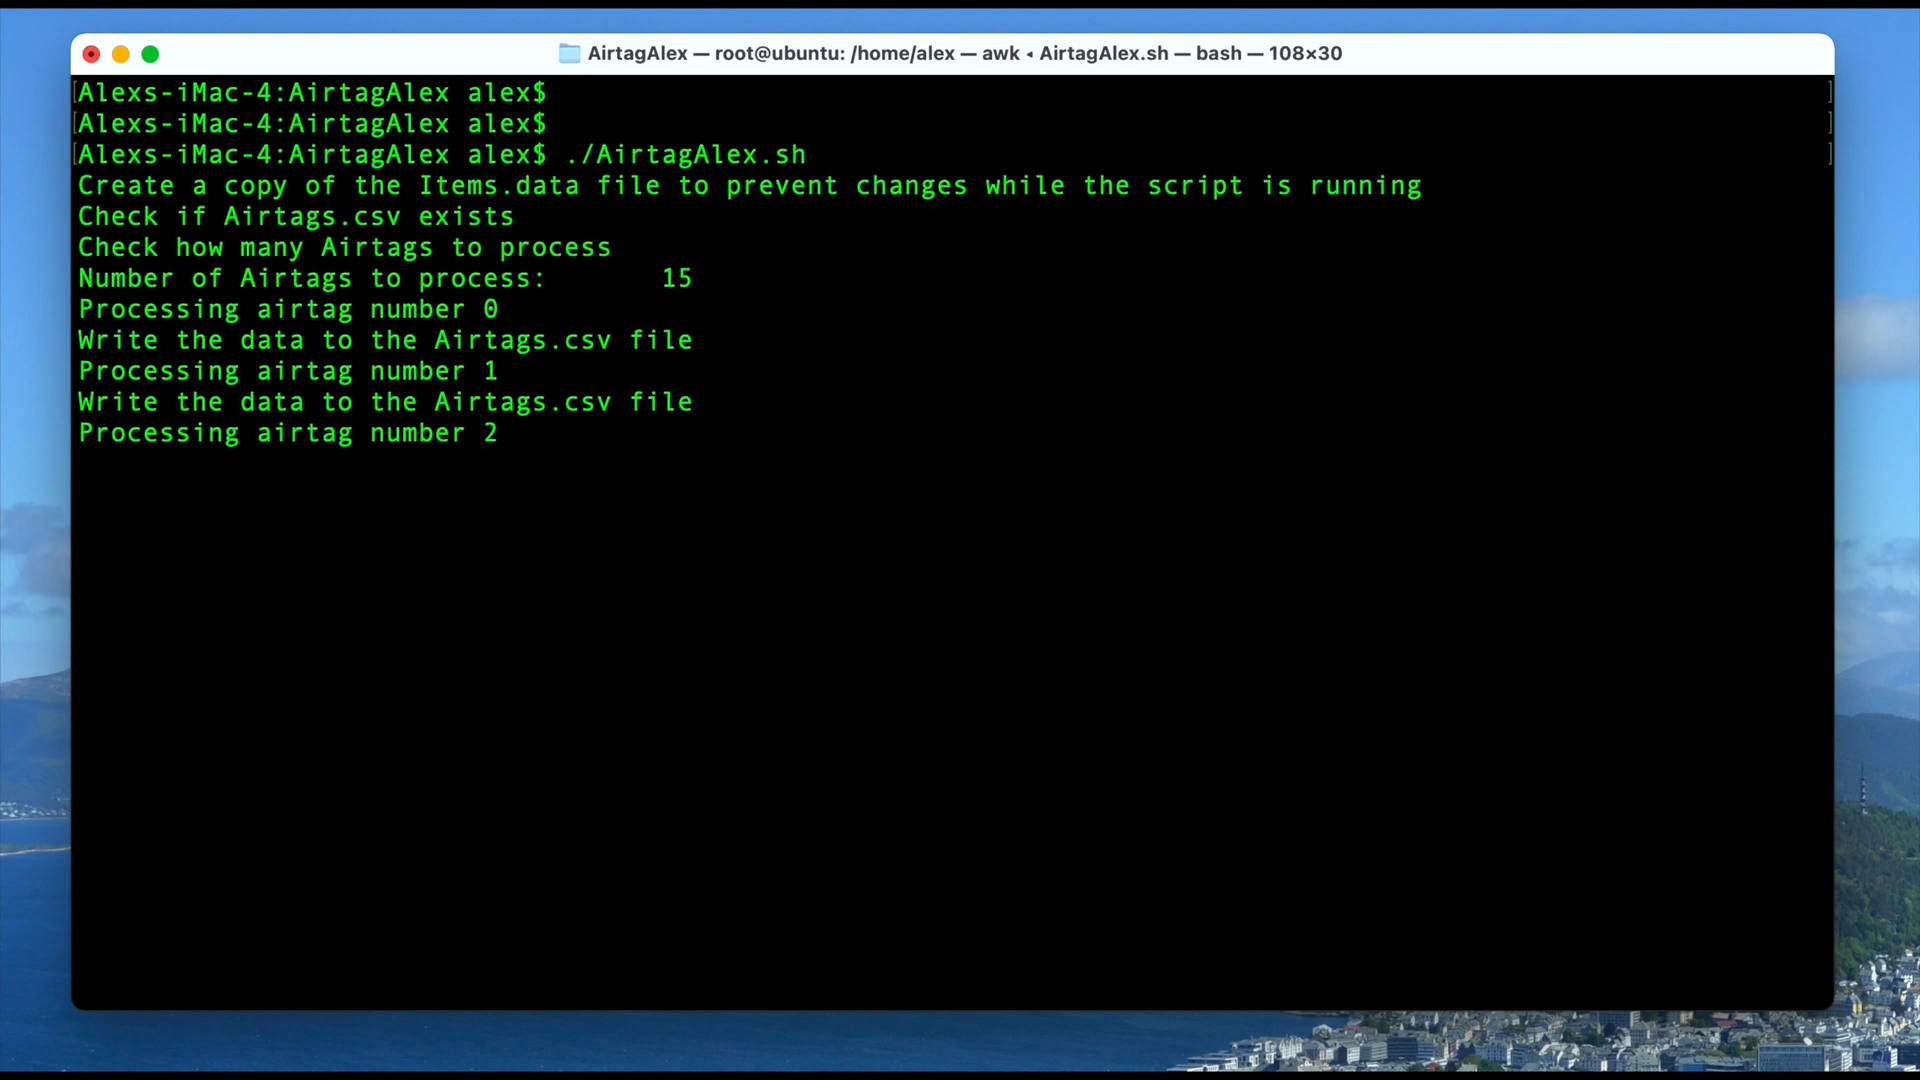 AirtagAlex — root@ubuntu: /home/alex — awk ◂ AirtagAlex.sh — bash — 108×30
[Alexs-iMac-4:AirtagAlex alex$ ]
[Alexs-iMac-4:AirtagAlex alex$ ]
[Alexs-iMac-4:AirtagAlex alex$ ./AirtagAlex.sh ]
Create a copy of the Items.data file to prevent changes while the script is running
Check if Airtags.csv exists
Check how many Airtags to process
Number of Airtags to process:       15
Processing airtag number 0
Write the data to the Airtags.csv file
Processing airtag number 1
Write the data to the Airtags.csv file
Processing airtag number 2